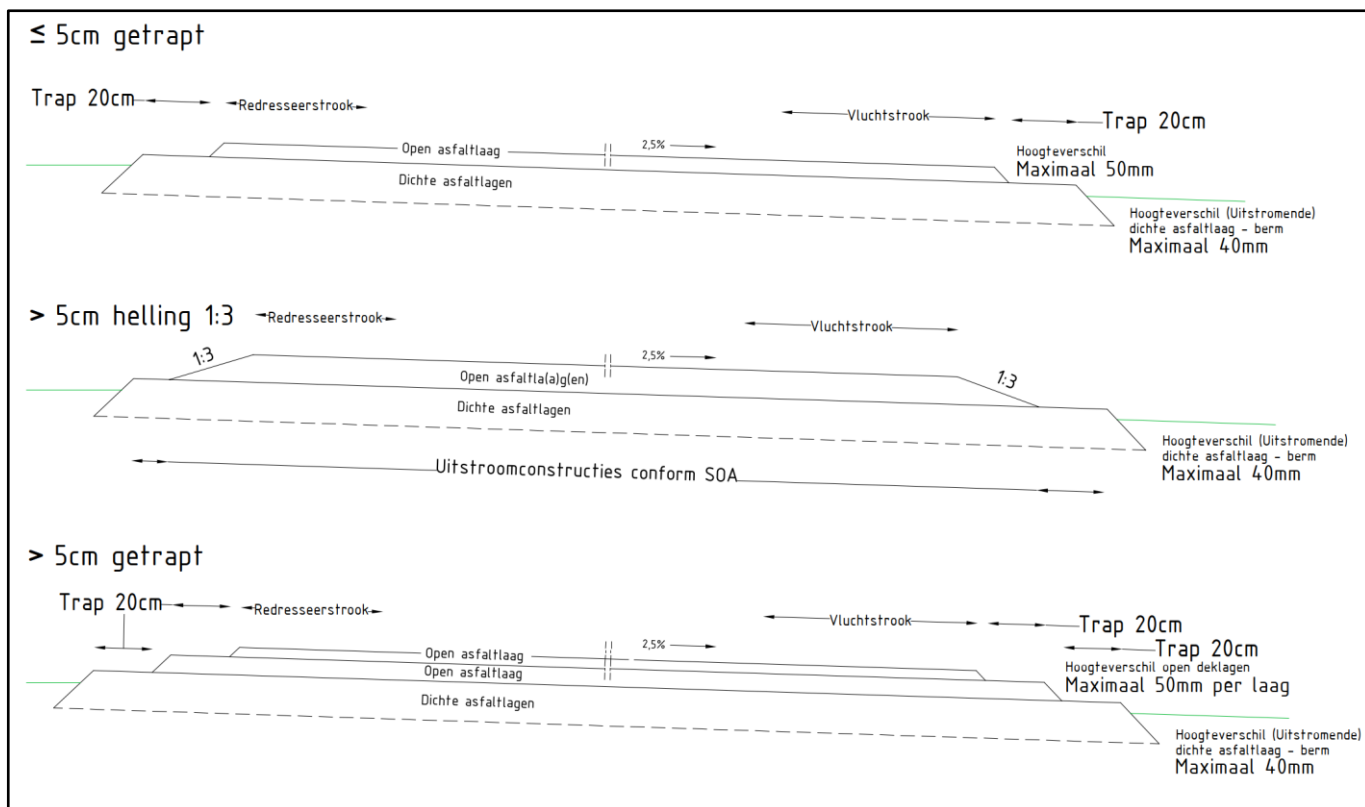 ≤ 5cm getrapt
Trap 20cm
Redresseerstrook
Vluchtstrook
Trap 20cm
Open asfaltlaag
2,5%
Hoogteverschil
Maximaal 50mm
Dichte asfaltlagen
Hoogteverschil (Uitstromende)
dichte asfaltlaag - berm
Maximaal 40mm
> 5cm helling 1:3
Redresseerstrook
Vluchtstrook
1:3
2,5%
1:3
Open asfaltla(a)g(en)
Dichte asfaltlagen
Hoogteverschil (Uitstromende)
dichte asfaltlaag - berm
Maximaal 40mm
Uitstroomconstructies conform SOA
> 5cm getrapt
Trap 20cm
Redresseerstrook
Vluchtstrook
Trap 20cm
Trap 20cm
2,5%
Open asfaltlaag
Open asfaltlaag
Hoogteverschil open deklagen
Maximaal 50mm per laag
Dichte asfaltlagen
Hoogteverschil (Uitstromende)
dichte asfaltlaag - berm
Maximaal 40mm